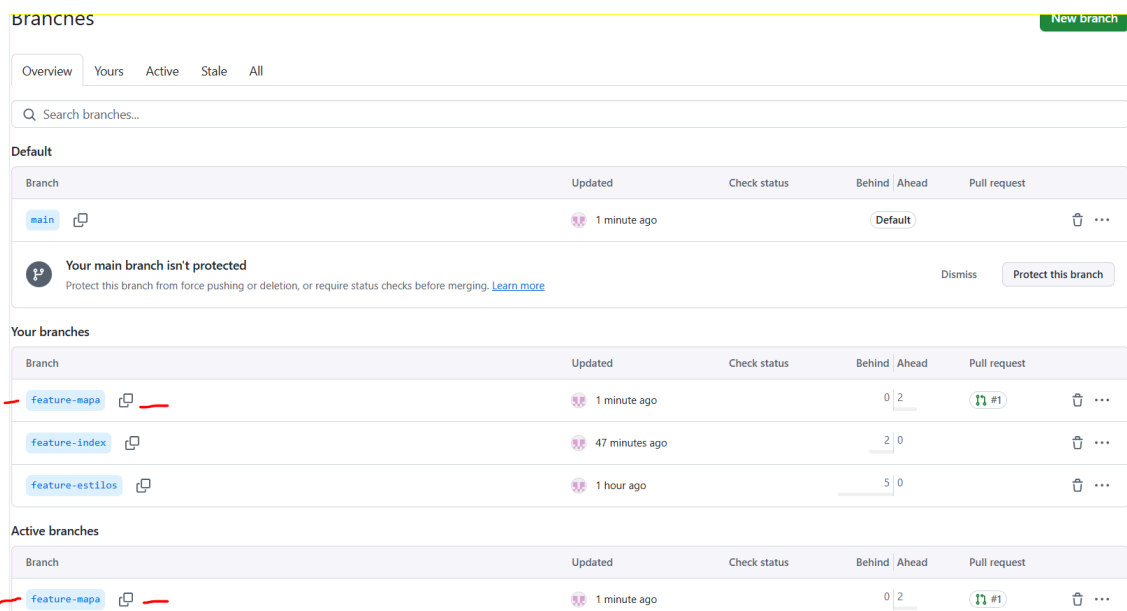 Branches
New branch
Overview Yours Active Stale All
Search branches...
Default
Branch Updated Check status Behind Ahead Pull request
main 1 minute ago Default
Your main branch isn't protected
Protect this branch from force pushing or deletion, or require status checks before merging. Learn more
Dismiss Protect this branch
Your branches
Branch Updated Check status Behind Ahead Pull request
feature-mapa 1 minute ago 0 2 #1
feature-index 47 minutes ago 2 0
feature-estilos 1 hour ago 5 0
Active branches
Branch Updated Check status Behind Ahead Pull request
feature-mapa 1 minute ago 0 2 #1